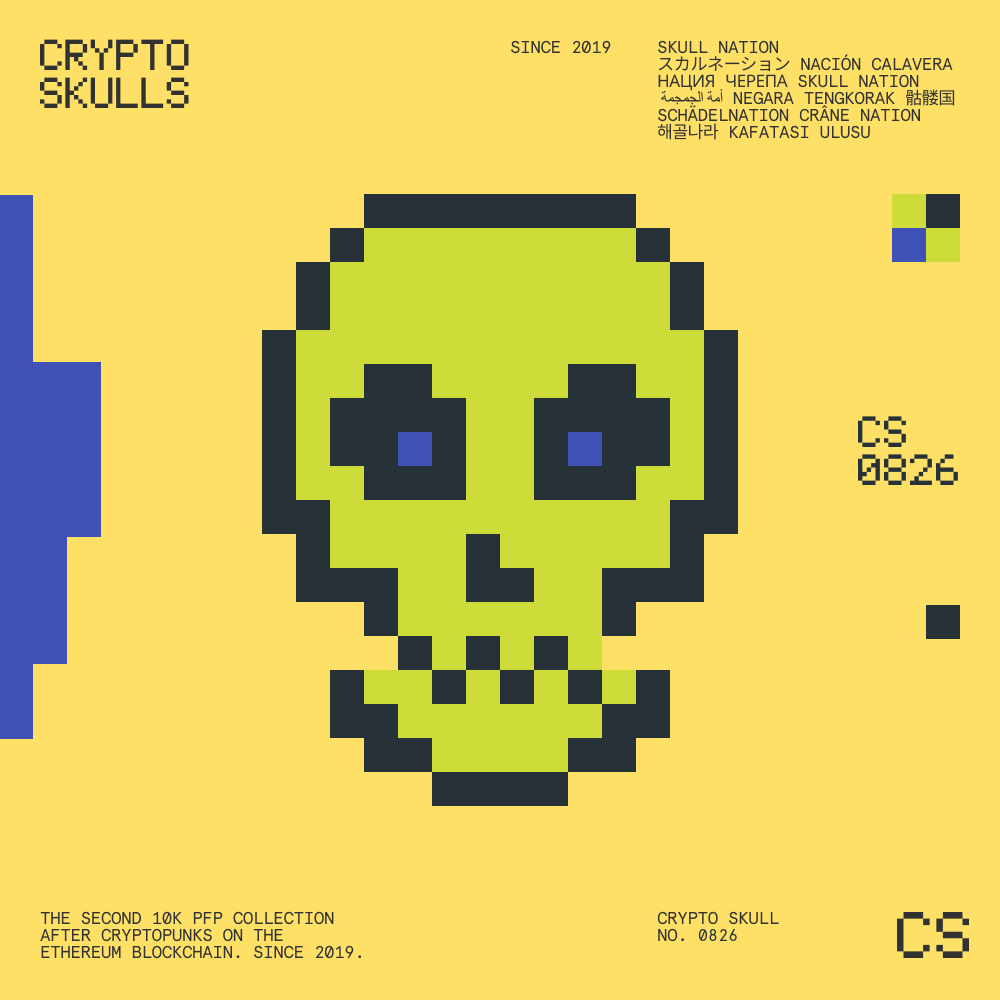 CRYPTO
SKULLS
SINCE 2019
SKULL NATION
スカルネーション NACIÓN CALAVERA
НАЦИЯ ЧЕРЕПА SKULL NATION
أمة الجمجمة NEGARA TENGKORAK 骷髅国
SCHÄDELNATION CRÂNE NATION
해골나라 KAFATASI ULUSU
CS
0826
THE SECOND 10K PFP COLLECTION
AFTER CRYPTOPUNKS ON THE
ETHEREUM BLOCKCHAIN. SINCE 2019.
CRYPTO SKULL
NO. 0826
CS